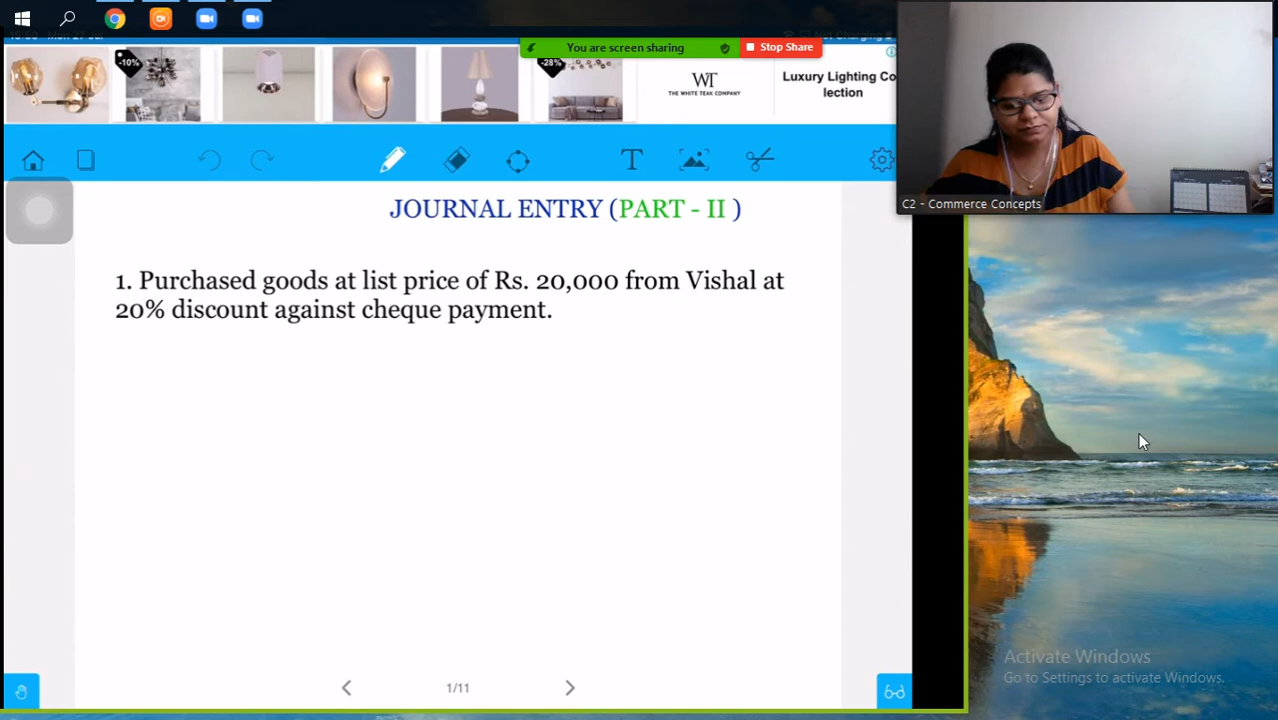 You are screen sharing
Stop Share
-10%
-28%
WT
THE WHITE TEAK COMPANY
Luxury Lighting Co
lection
T
C2 - Commerce Concepts
JOURNAL ENTRY (PART - II )
1. Purchased goods at list price of Rs. 20,000 from Vishal at
20% discount against cheque payment.
Activate Windows
Go to Settings to activate Windows.
1/11